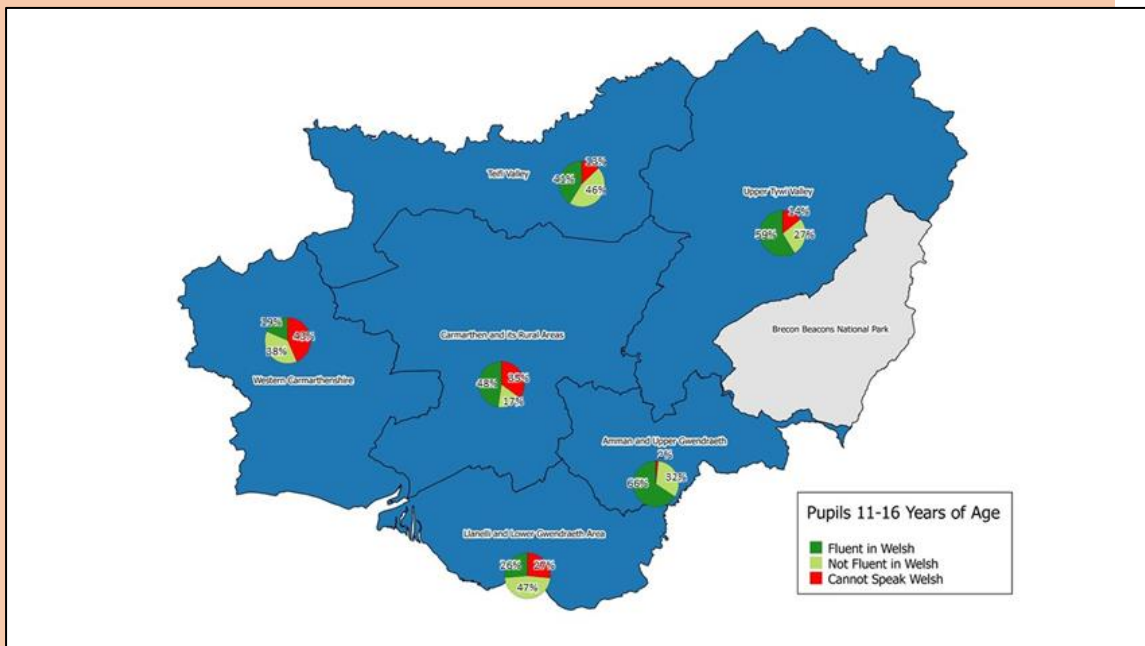 Teifi Valley
13%
41%
46%
Upper Tywi Valley
14%
59%
27%
Brecon Beacons National Park
19%
43%
38%
Western Carmarthenshire
Carmarthen and its Rural Areas
35%
48%
17%
Amman and Upper Gwendraeth
32%
66%
Llanelli and Lower Gwendraeth Area
26%
27%
47%
Pupils 11-16 Years of Age
Fluent in Welsh
Not Fluent in Welsh
Cannot Speak Welsh